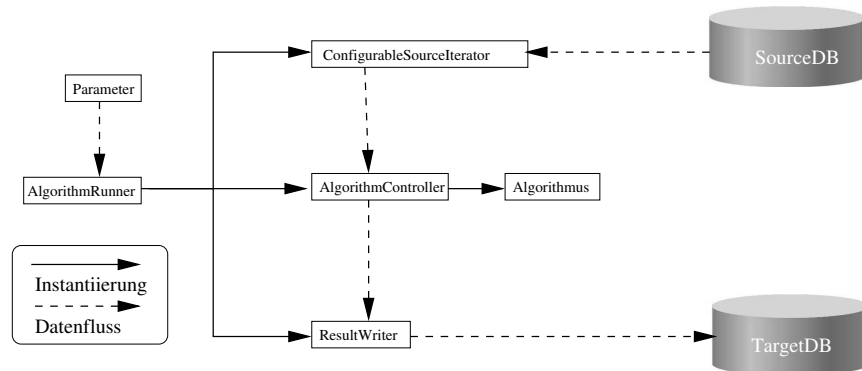 ConfigurableSourceIterator
SourceDB
Parameter
AlgorithmRunner
AlgorithmController
Algorithmus
Instantiierung
Datenfluss
ResultWriter
TargetDB